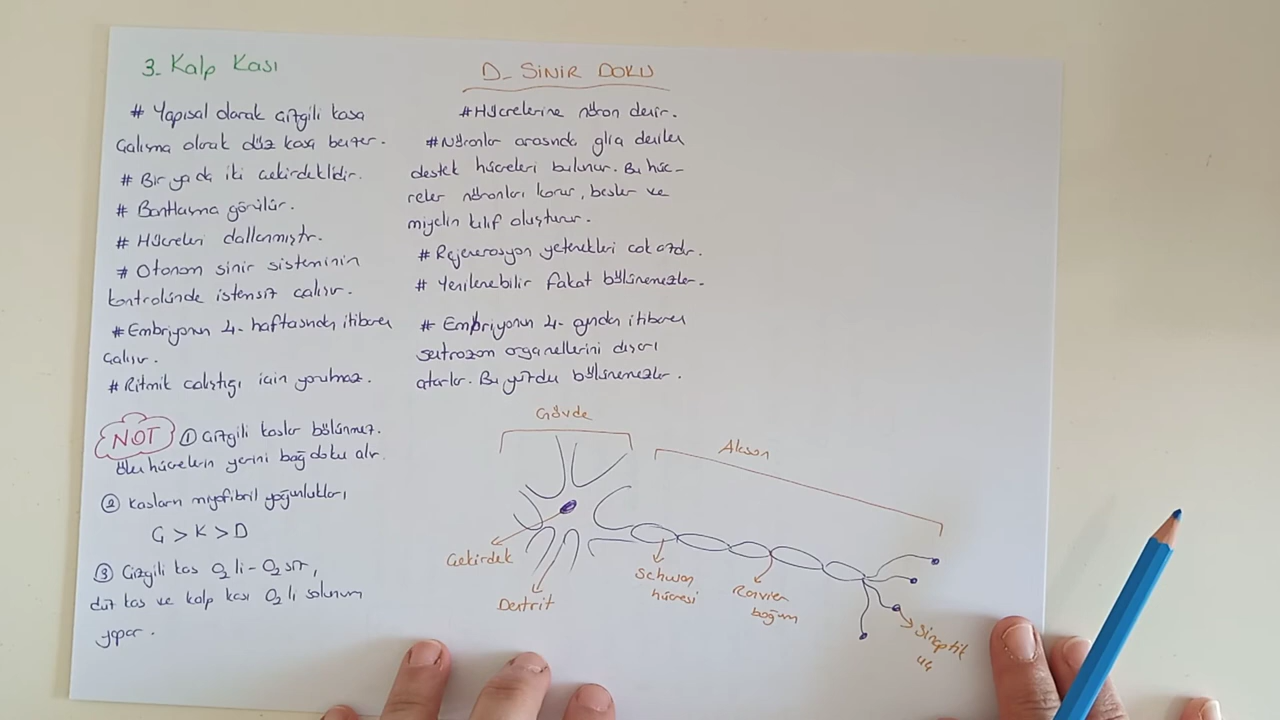 3. Kalp Kası
# Yapısal olarak çizgili kasa
çalışma olarak düz kasa benzer.
# Bir ya da iki çekirdeklidir.
# Bantlaşma görülür.
# Hücreleri dallanmıştır.
# Otonom sinir sisteminin
kontrolünde istemsiz çalışır.
# Embriyonun 4. haftasından itibaren
çalışır.
# Ritmik çalıştığı için yorulmaz.
NOT ① Çizgili kaslar bölünmez.
Ölen hücrelerin yerini bağ doku alır.
② Kasların miyofibril yoğunlukları
Ç > K > D
③ Çizgili kas O2 li - O2 siz,
düz kas ve kalp kası O2 li solunum
yapar.
D- SİNİR DOKU
# Hücrelerine nöron denir.
# Nöronlar arasında glia denilen
destek hücreleri bulunur. Bu hüc-
reler nöronları korur, besler ve
miyelin kılıf oluşturur.
# Rejenerasyon yetenekleri çok azdır.
# Yenilenebilir fakat bölünemezler.
# Embriyonun 4. ayından itibaren
sentrozom organellerini dışarı
atarlar. Bu yüzden bölünemezler.
Gövde
Akson
Çekirdek
Dentrit
Schwan
hücresi
Ranvier
boğum
Sinaptik
uç